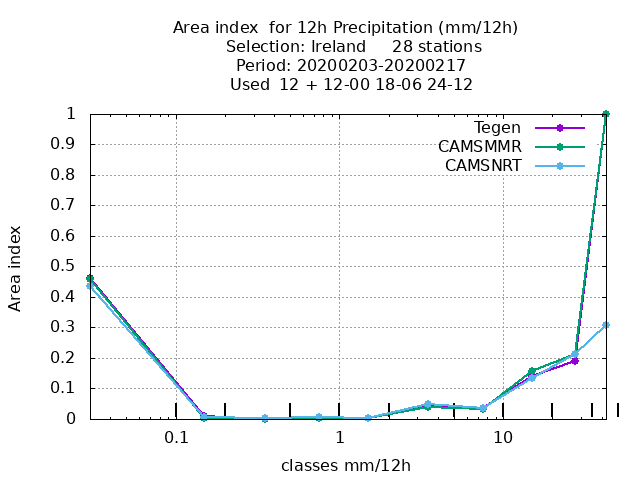 Area index  for 12h Precipitation (mm/12h)
Selection: Ireland     28 stations
Period: 20200203-20200217
Used  12 + 12-00 18-06 24-12
Tegen
CAMSMMR
CAMSNRT
1
0.9
0.8
0.7
0.6
0.5
0.4
0.3
0.2
0.1
0
Area index
0.1
1
10
classes mm/12h